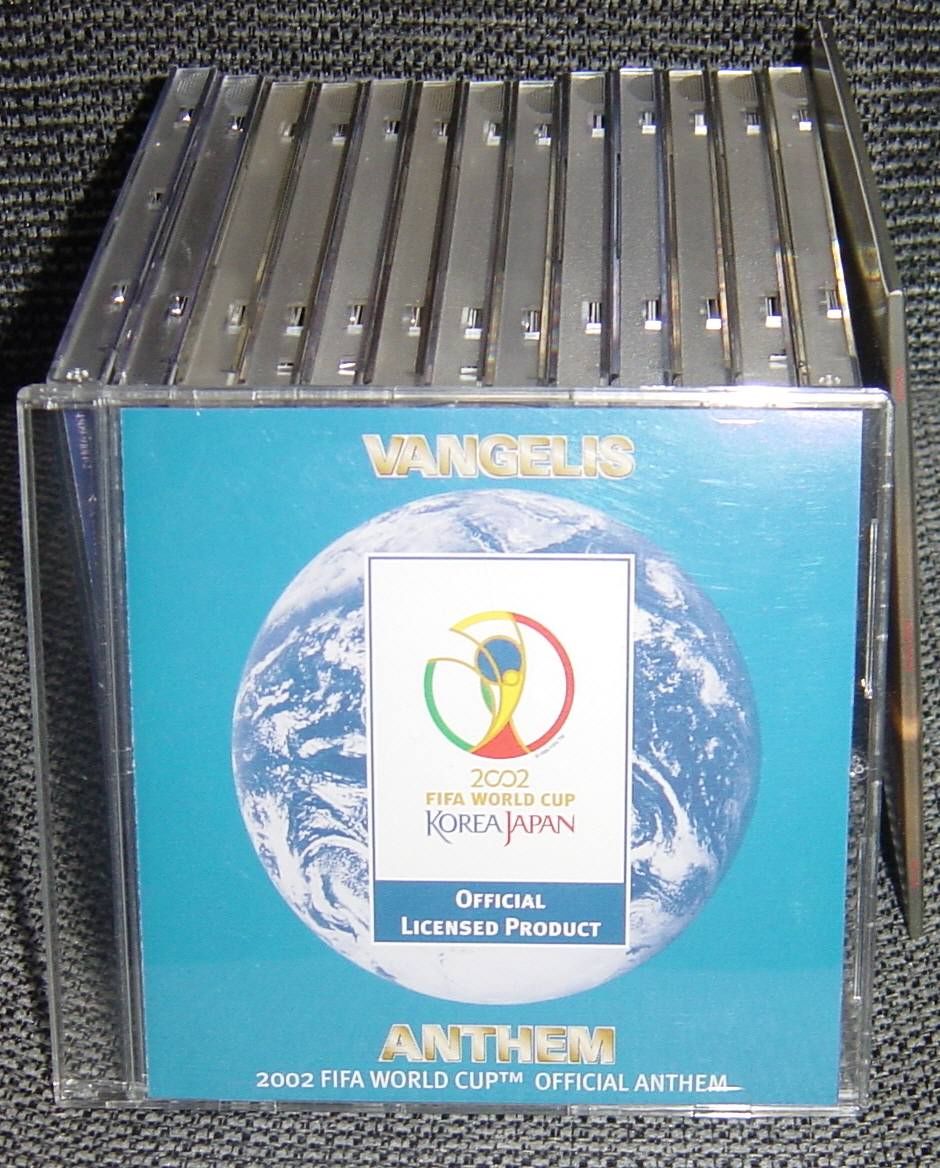 VANGELIS
2002
FIFA WORLD CUP
KOREA JAPAN
OFFICIAL
LICENSED PRODUCT
ANTHEM
2002 FIFA WORLD CUP™ OFFICIAL ANTHEM